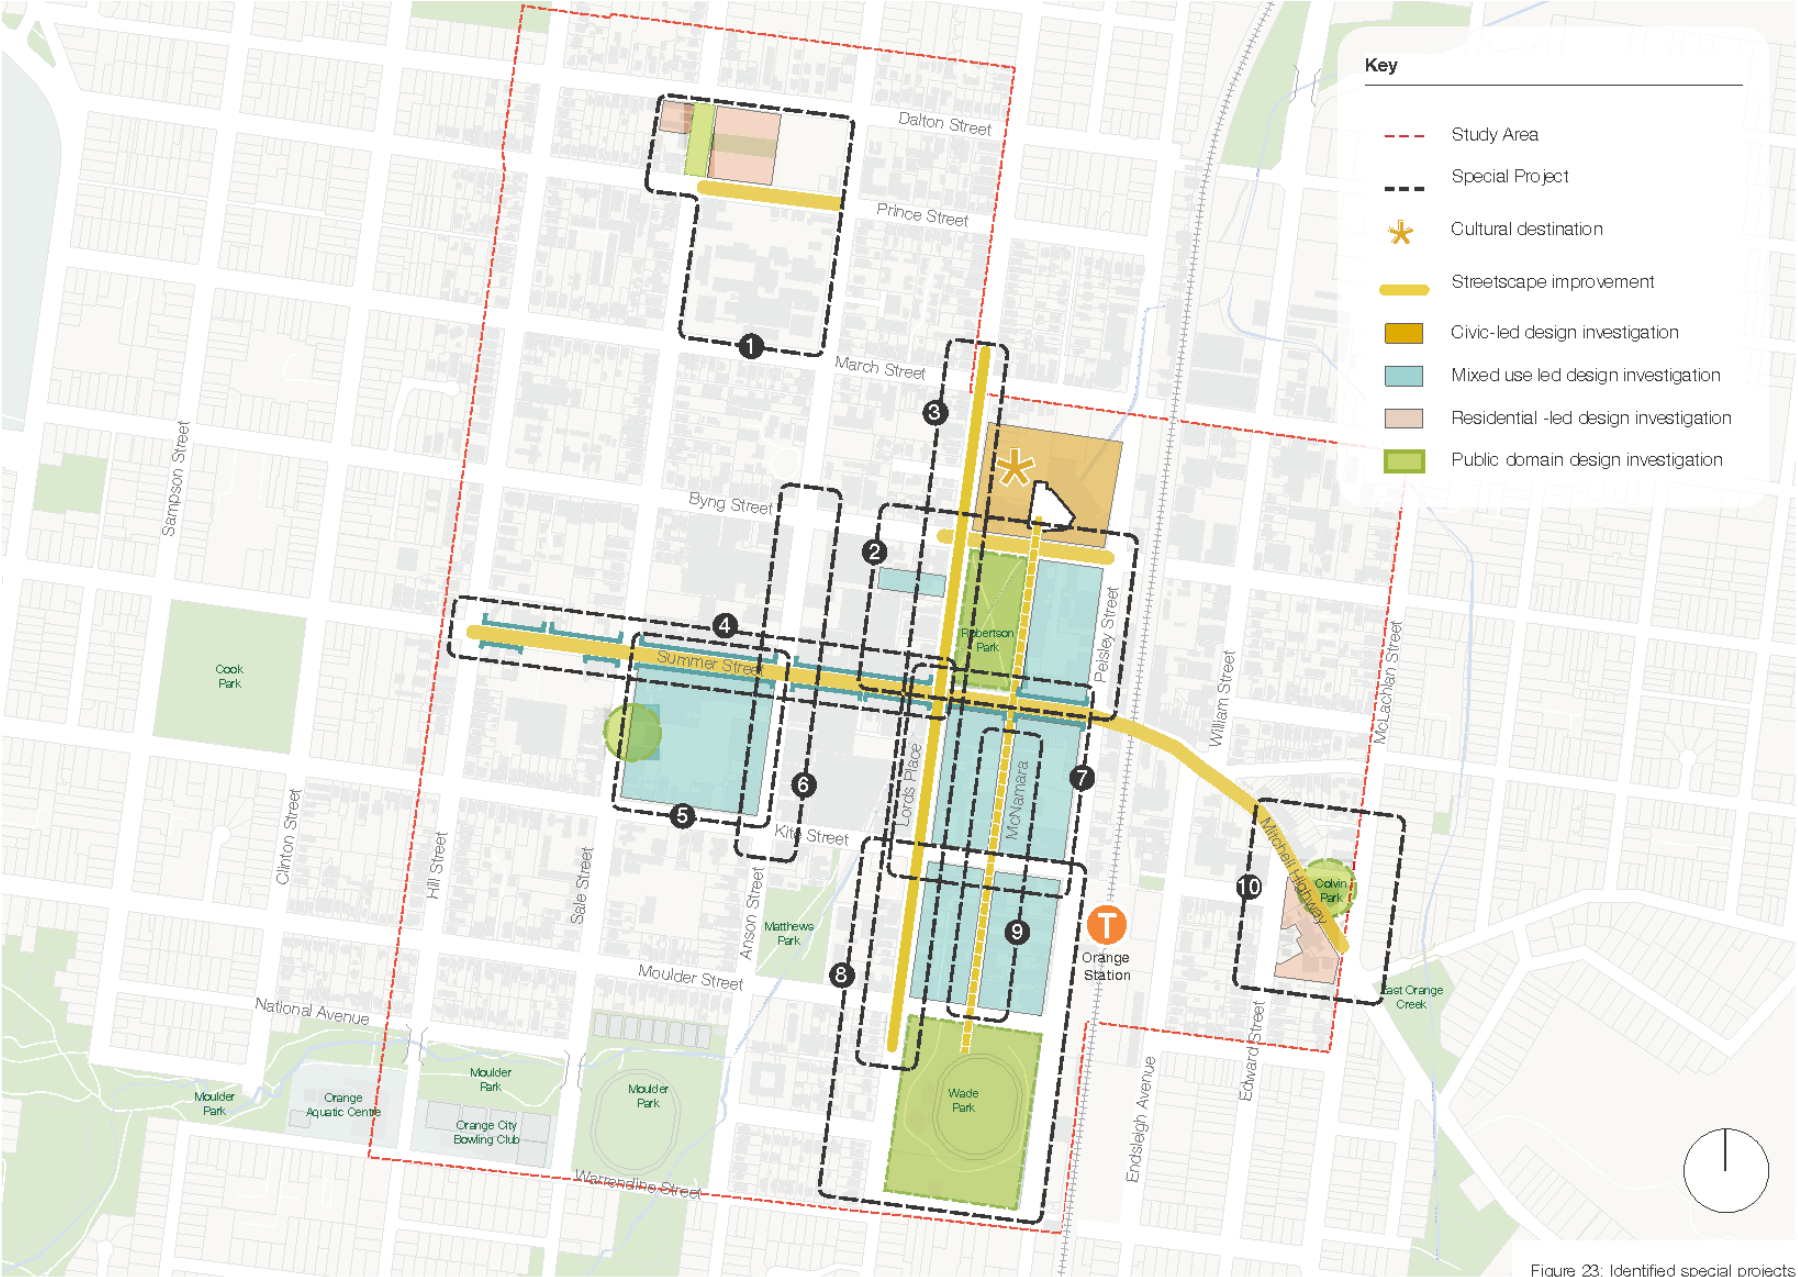 Key
Study Area
Special Project
Cultural destination
Streetscape improvement
Civic-led design investigation
Mixed use led design investigation
Residential -led design investigation
Public domain design investigation
Dalton Street
Prince Street
1
March Street
3
Sampson Street
Byng Street
2
4
Robertson
Park
Peisley Street
Summer Street
Cook
Park
William Street
McLachlan Street
6
7
Lords Place
McNamara
5
Kite Street
Clinton Street
Hill Street
Sale Street
Anson Street
Mitchell Highway
10
Colvin
Park
Matthews
Park
9
T
Orange
Station
8
Moulder Street
National Avenue
East Orange
Creek
Edward Street
Endsleigh Avenue
Moulder
Park
Moulder
Park
Orange
Aquatic Centre
Moulder
Park
Wade
Park
Orange City
Bowling Club
Warrendine Street
Figure 23: Identified special projects